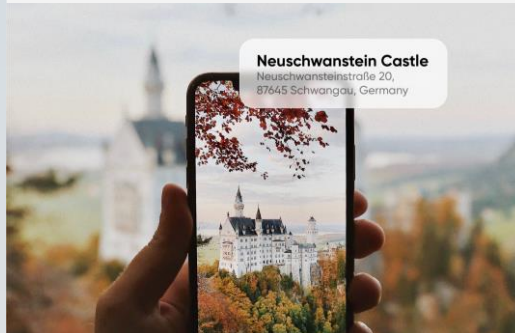 Neuschwanstein Castle
Neuschwansteinstraße 20,
87645 Schwangau, Germany